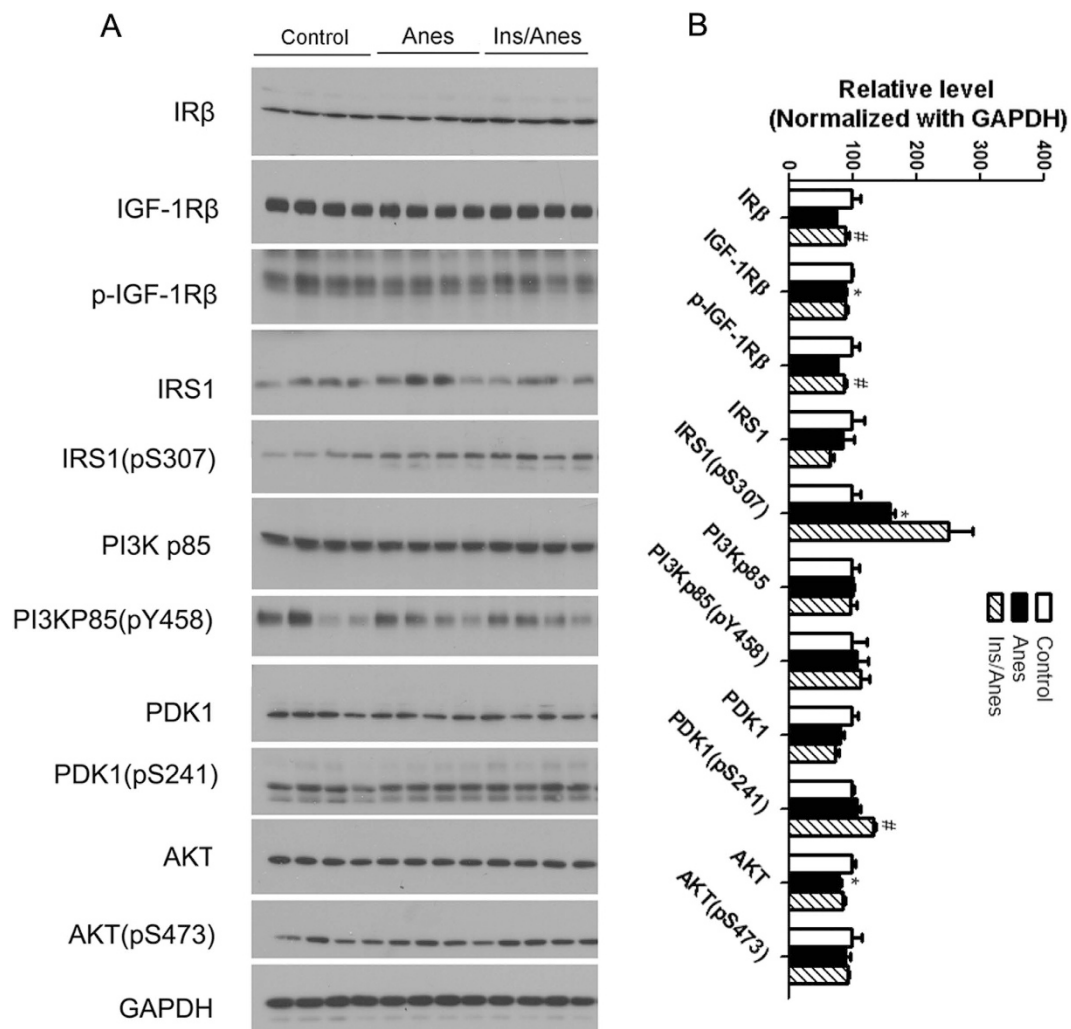 A
Control Anes Ins/Anes
IRβ
IGF-1Rβ
p-IGF-1Rβ
IRS1
IRS1(pS307)
PI3K p85
PI3KP85(pY458)
PDK1
PDK1(pS241)
AKT
AKT(pS473)
GAPDH
B
Relative level
(Normalized with GAPDH)
0 100 200 300 400
IRβ
#
IGF-1Rβ
*
p-IGF-1Rβ
#
IRS1
IRS1(pS307)
*
PI3Kp85
PI3Kp85(pY458)
PDK1
PDK1(pS241)
#
AKT
*
AKT(pS473)
Control
Anes
Ins/Anes